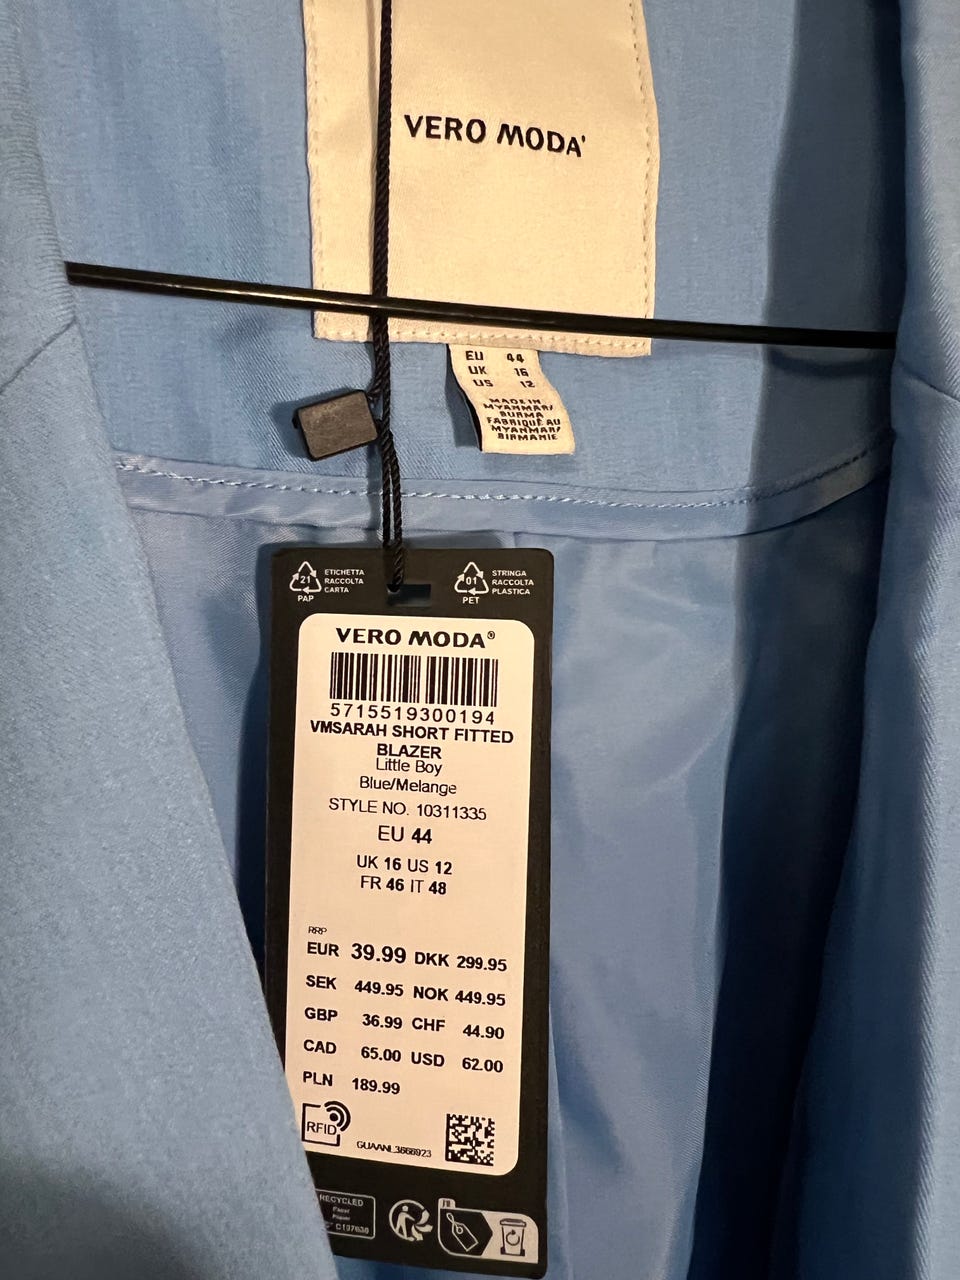 VERO MODA
EU 44
UK 16
US 12
MADE IN
MYANMAR/
BURMA
FABRIQUÉ AU
MYANMAR/
BIRMANIE
21
PAP
ETICHETTA
RACCOLTA
CARTA
01
PET
STRINGA
RACCOLTA
PLASTICA
VERO MODA®
5715519300194
VMSARAH SHORT FITTED
BLAZER
Little Boy
Blue/Melange
STYLE NO. 10311335
EU 44
UK 16 US 12
FR 46 IT 48
RRP
EUR 39.99 DKK 299.95
SEK 449.95 NOK 449.95
GBP 36.99 CHF 44.90
CAD 65.00 USD 62.00
PLN 189.99
RFID
GUAANL3666923
RECYCLED
Paper
C107638
FR